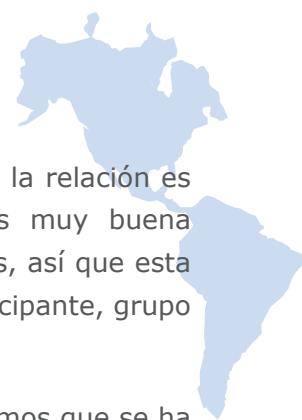 la relación es
s muy buena
s, así que esta
cipante, grupo
mos que se ha